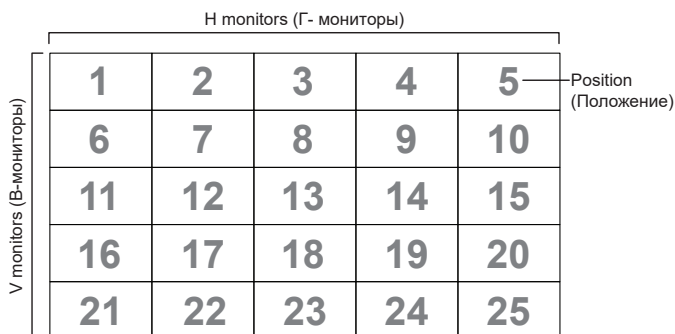 H monitors (Г- мониторы)
1 2 3 4 5
Position
(Положение)
V monitors (В-мониторы)
6 7 8 9 10
11 12 13 14 15
16 17 18 19 20
21 22 23 24 25